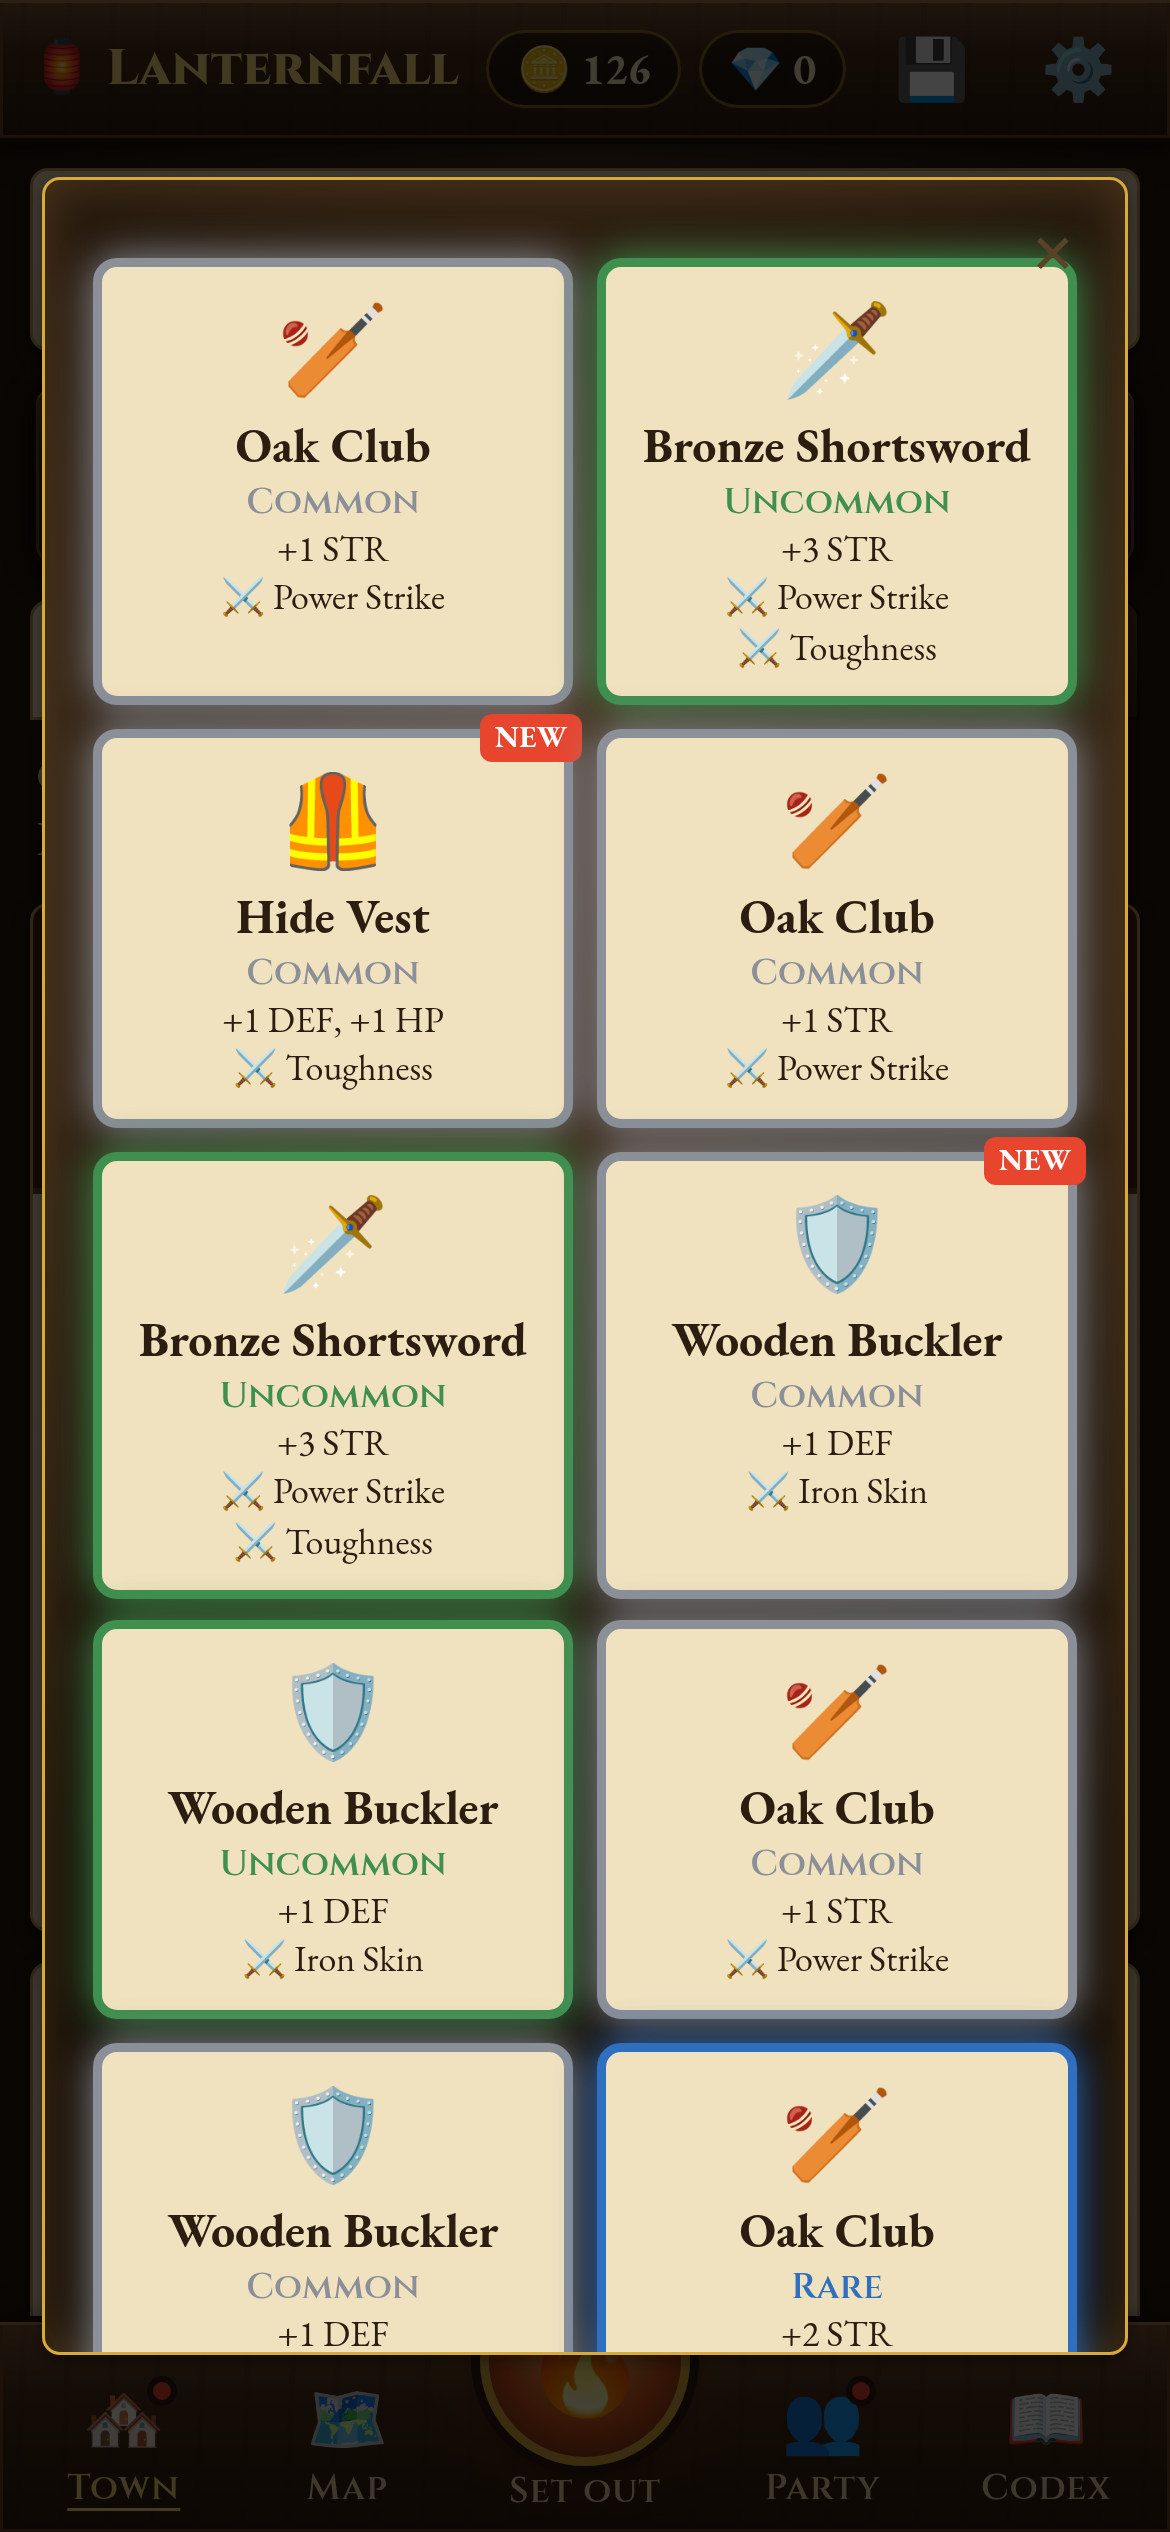 Lanternfall 126 0
Oak Club
Common
+1 STR
Power Strike
Bronze Shortsword
Uncommon
+3 STR
Power Strike
Toughness
NEW
Hide Vest
Common
+1 DEF, +1 HP
Toughness
Oak Club
Common
+1 STR
Power Strike
Bronze Shortsword
Uncommon
+3 STR
Power Strike
Toughness
NEW
Wooden Buckler
Common
+1 DEF
Iron Skin
Wooden Buckler
Uncommon
+1 DEF
Iron Skin
Oak Club
Common
+1 STR
Power Strike
Wooden Buckler
Common
+1 DEF
Oak Club
Rare
+2 STR
Town Map Set out Party Codex